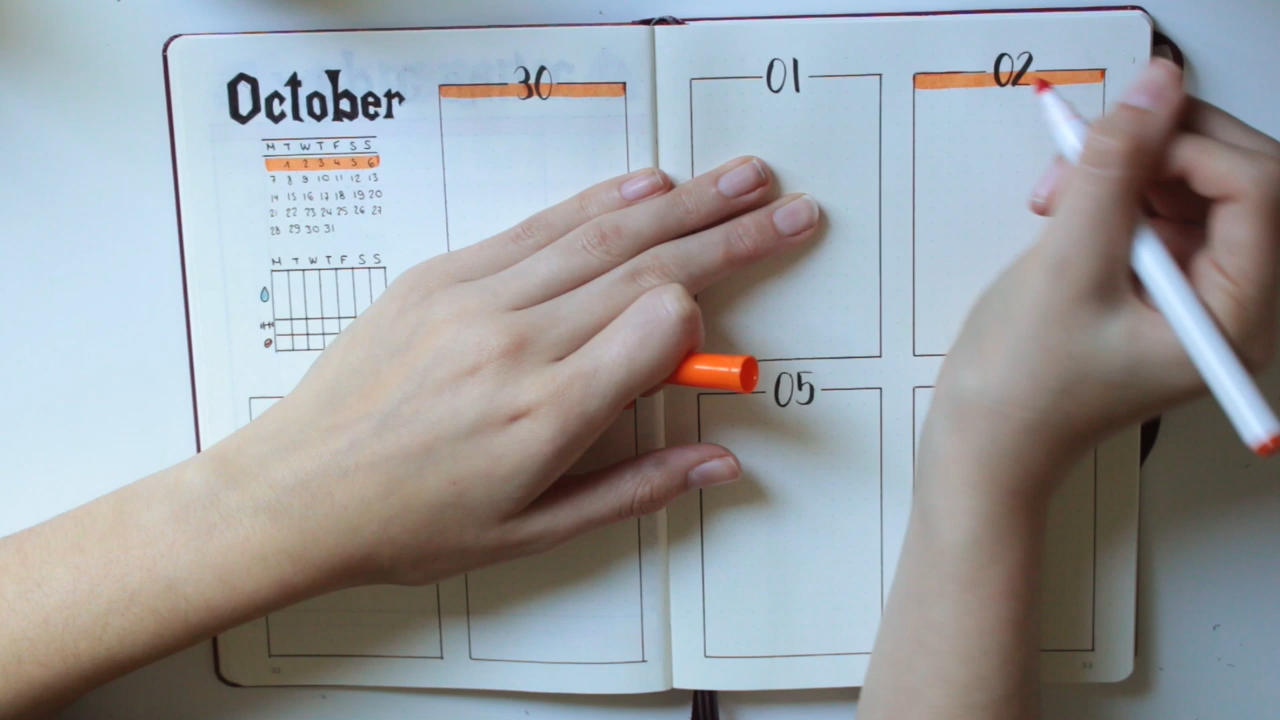 October
30
01
02
M T W T F S S
1 2 3 4 5 6
7 8 9 10 11 12 13
14 15 16 17 18 19 20
21 22 23 24 25 26 27
28 29 30 31
M T W T F S S
05